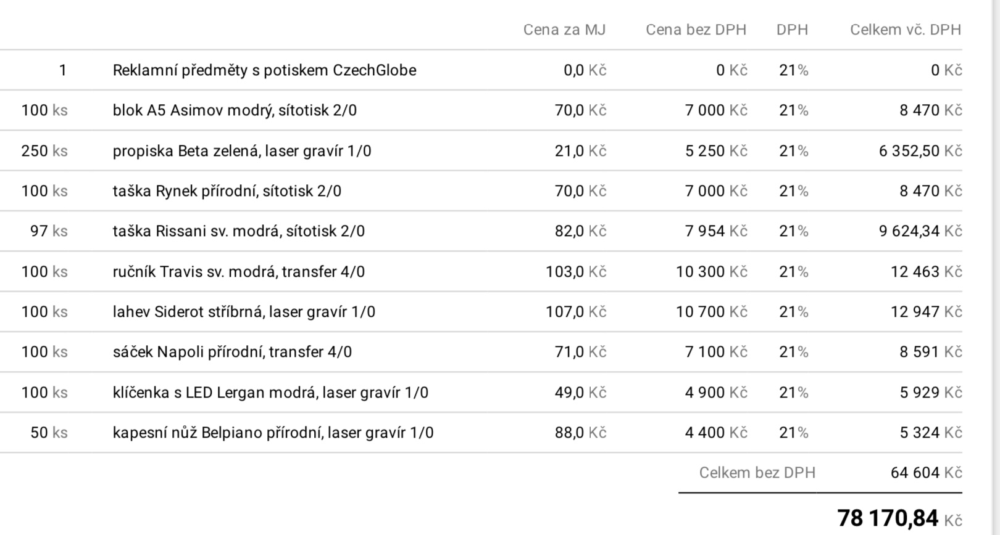 Cena za MJ Cena bez DPH DPH Celkem vč. DPH
1 Reklamní předměty s potiskem CzechGlobe 0,0 Kč 0 Kč 21% 0 Kč
100 ks blok A5 Asimov modrý, sítotisk 2/0 70,0 Kč 7 000 Kč 21% 8 470 Kč
250 ks propiska Beta zelená, laser gravír 1/0 21,0 Kč 5 250 Kč 21% 6 352,50 Kč
100 ks taška Rynek přírodní, sítotisk 2/0 70,0 Kč 7 000 Kč 21% 8 470 Kč
97 ks taška Rissani sv. modrá, sítotisk 2/0 82,0 Kč 7 954 Kč 21% 9 624,34 Kč
100 ks ručník Travis sv. modrá, transfer 4/0 103,0 Kč 10 300 Kč 21% 12 463 Kč
100 ks lahev Siderot stříbrná, laser gravír 1/0 107,0 Kč 10 700 Kč 21% 12 947 Kč
100 ks sáček Napoli přírodní, transfer 4/0 71,0 Kč 7 100 Kč 21% 8 591 Kč
100 ks klíčenka s LED Lergan modrá, laser gravír 1/0 49,0 Kč 4 900 Kč 21% 5 929 Kč
50 ks kapesní nůž Belpiano přírodní, laser gravír 1/0 88,0 Kč 4 400 Kč 21% 5 324 Kč
Celkem bez DPH 64 604 Kč
78 170,84 Kč